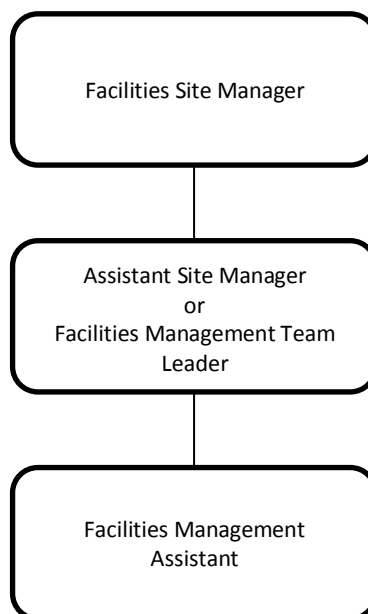 Facilities Site Manager
Assistant Site Manager
or
Facilities Management Team
Leader
Facilities Management
Assistant